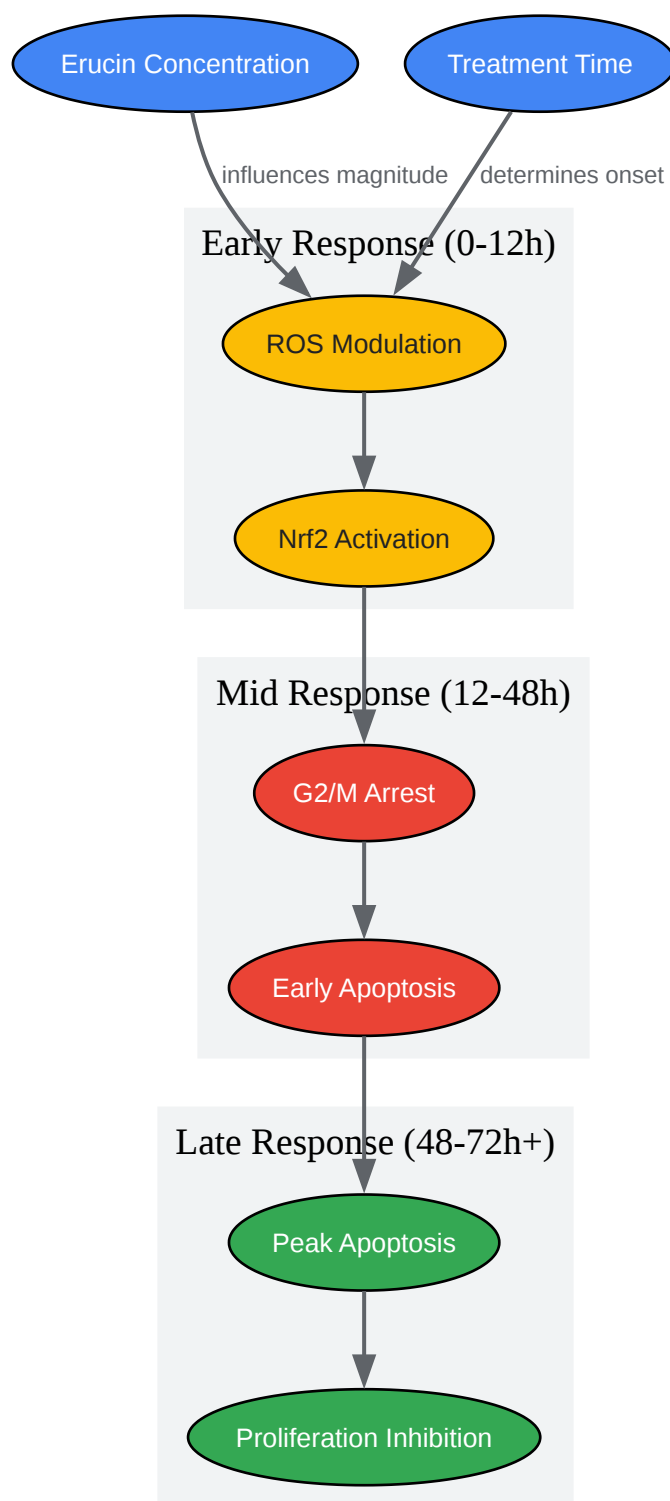 Erucin Concentration
Treatment Time
influences magnitude
determines onset
Early Response (0-12h)
ROS Modulation
Nrf2 Activation
Mid Response (12-48h)
G2/M Arrest
Early Apoptosis
Late Response (48-72h+)
Peak Apoptosis
Proliferation Inhibition